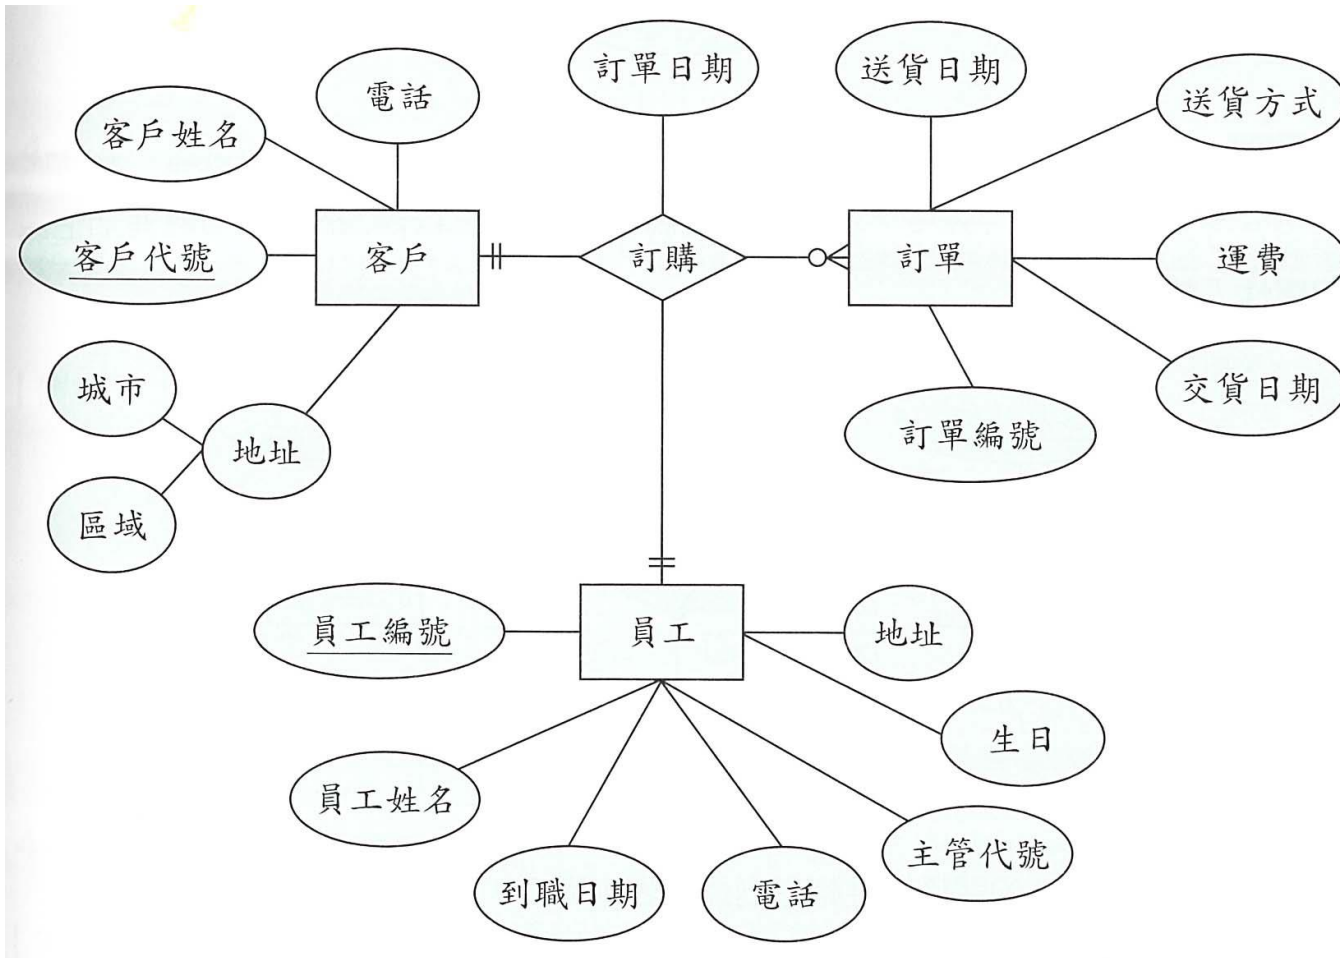 訂單日期
送貨日期
電話
送貨方式
客戶姓名
客戶代號
客戶
訂購
訂單
運費
城市
地址
交貨日期
訂單編號
區域
員工編號
員工
地址
生日
員工姓名
主管代號
到職日期
電話